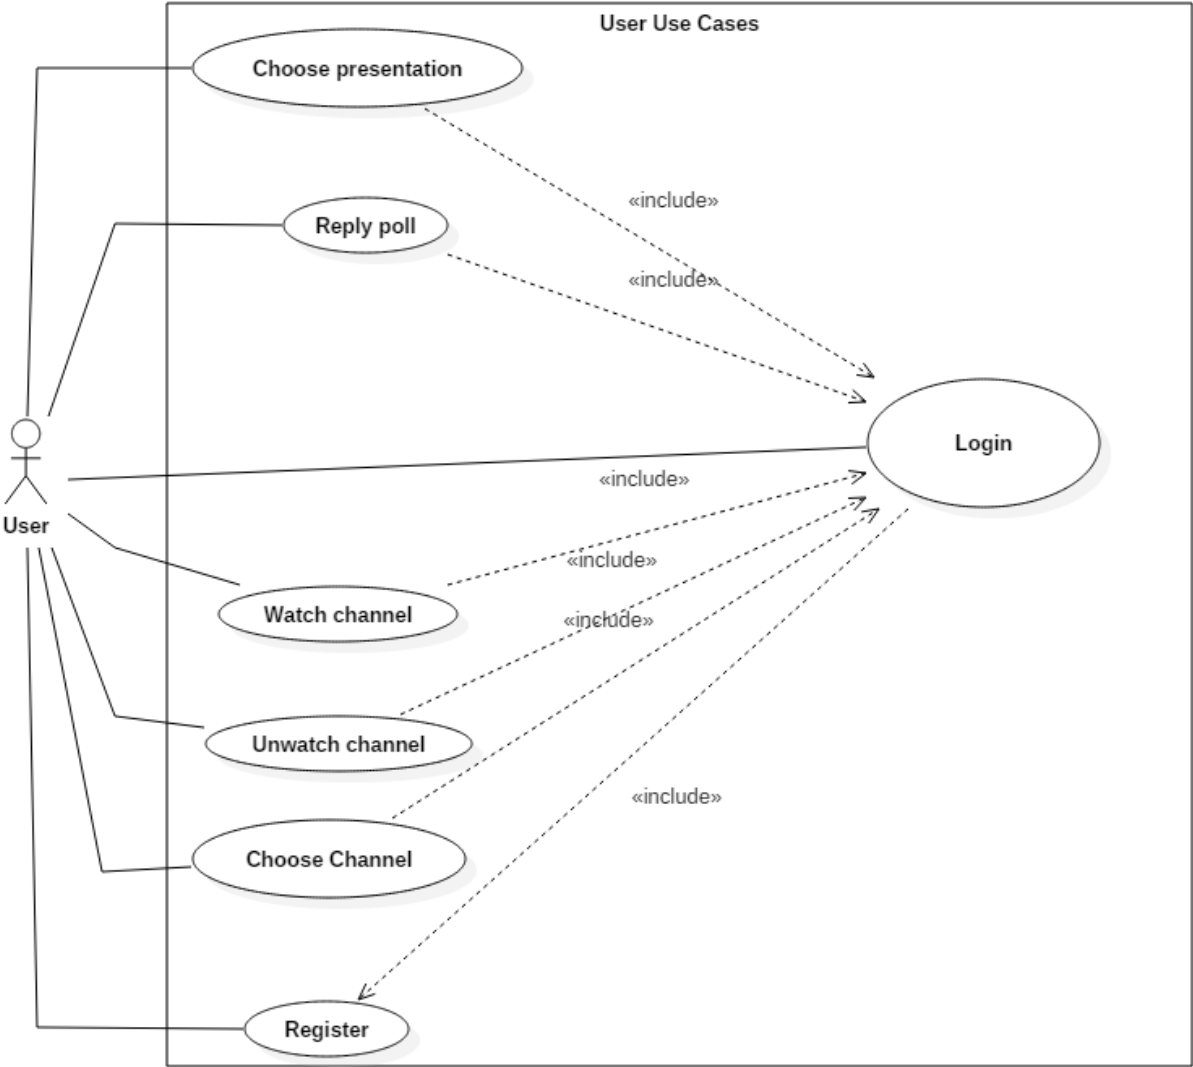 User Use Cases
Choose presentation
«include»
Reply poll
«include»
Login
«include»
User
«include»
Watch channel
«include»
Unwatch channel
«include»
Choose Channel
Register